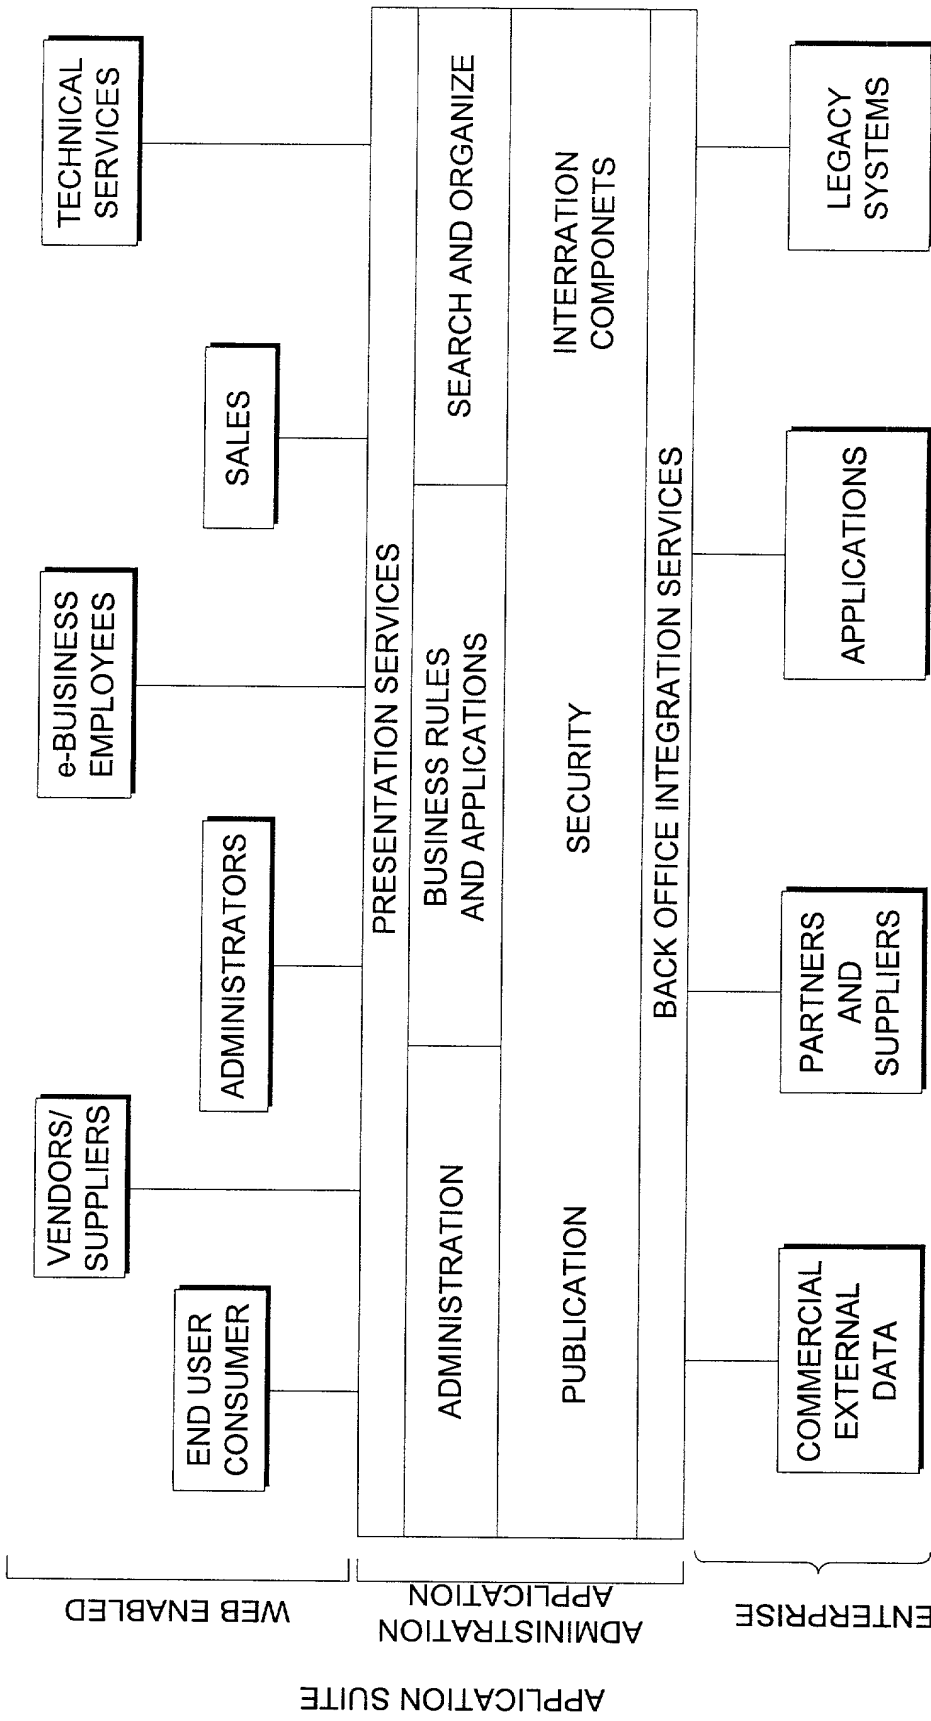 TECHNICAL
SERVICES
SALES
e-BUISINESS
EMPLOYEES
ADMINISTRATORS
VENDORS/
SUPPLIERS
END USER
CONSUMER
WEB ENABLED
PRESENTATION SERVICES
ADMINISTRATION
BUSINESS RULES
AND APPLICATIONS
SEARCH AND ORGANIZE
PUBLICATION
SECURITY
INTERRATION
COMPONETS
BACK OFFICE INTEGRATION SERVICES
ADMINISTRATION
APPLICATION
COMMERCIAL
EXTERNAL
DATA
PARTNERS
AND
SUPPLIERS
APPLICATIONS
LEGACY
SYSTEMS
ENTERPRISE
APPLICATION SUITE